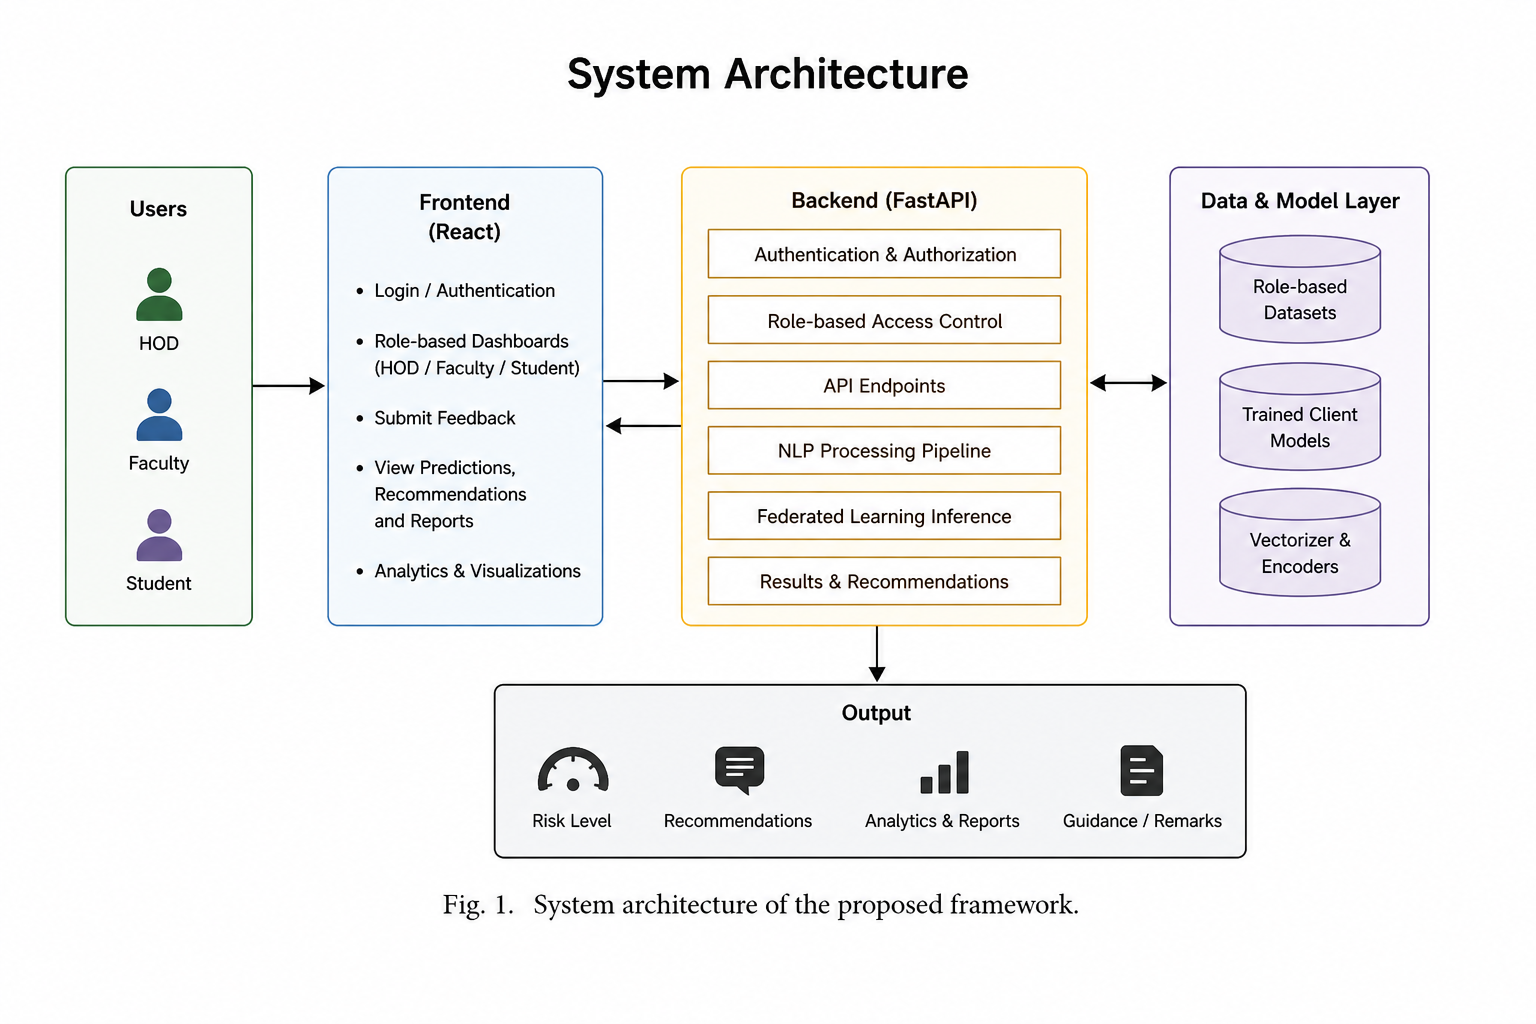 System Architecture
Users
HOD
Faculty
Student
Frontend
(React)
• Login / Authentication
• Role-based Dashboards
(HOD / Faculty / Student)
• Submit Feedback
• View Predictions,
Recommendations
and Reports
• Analytics & Visualizations
Backend (FastAPI)
Authentication & Authorization
Role-based Access Control
API Endpoints
NLP Processing Pipeline
Federated Learning Inference
Results & Recommendations
Data & Model Layer
Role-based
Datasets
Trained Client
Models
Vectorizer &
Encoders
Output
Risk Level
Recommendations
Analytics & Reports
Guidance / Remarks
Fig. 1. System architecture of the proposed framework.